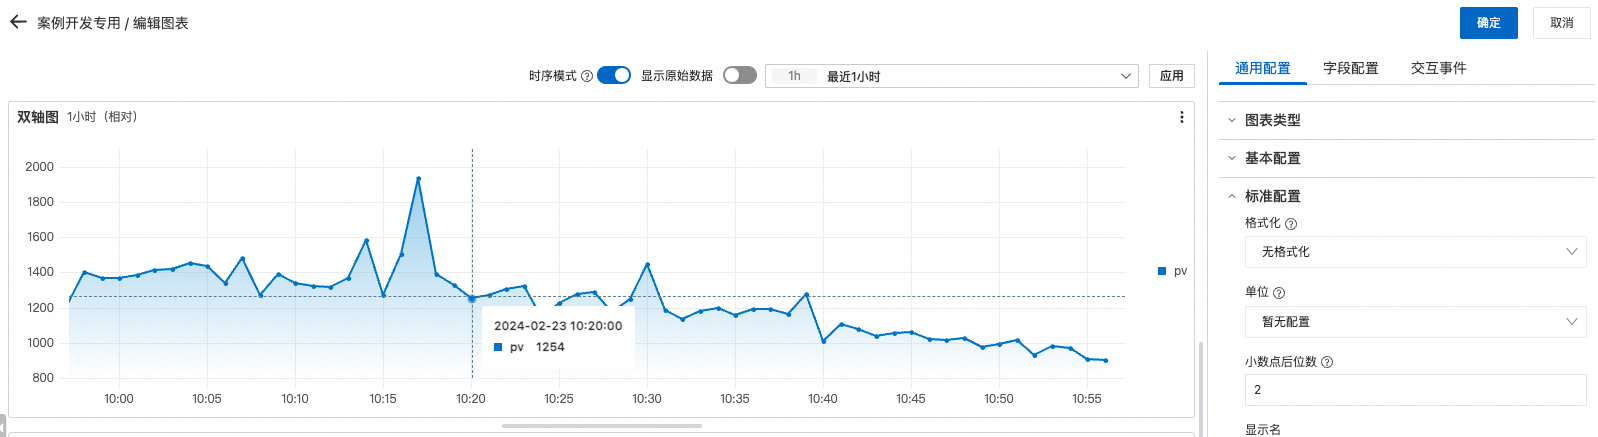 案例开发专用 / 编辑图表
确定
取消
时序模式
显示原始数据
1h 最近1小时
应用
通用配置 字段配置 交互事件
双轴图 1小时（相对）
2000
1800
1600
1400
1200
1000
800
10:00 10:05 10:10 10:15 10:20 10:25 10:30 10:35 10:40 10:45 10:50 10:55
2024-02-23 10:20:00
pv 1254
pv
图表类型
基本配置
标准配置
格式化
无格式化
单位
暂无配置
小数点后位数
2
显示名